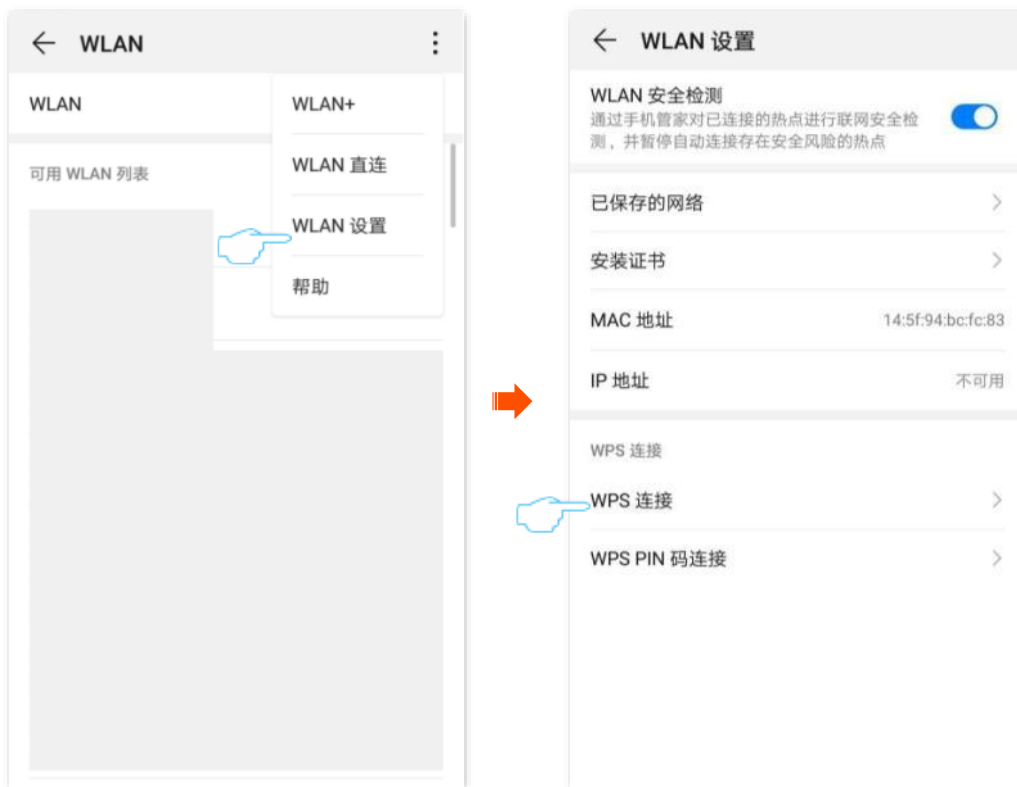 WLAN
WLAN
WLAN+
可用 WLAN 列表
WLAN 直连
WLAN 设置
帮助
WLAN 设置
WLAN 安全检测
通过手机管家对已连接的热点进行联网安全检
测，并暂停自动连接存在安全风险的热点
已保存的网络
安装证书
MAC 地址
14:5f:94:bc:fc:83
IP 地址
不可用
WPS 连接
WPS 连接
WPS PIN 码连接